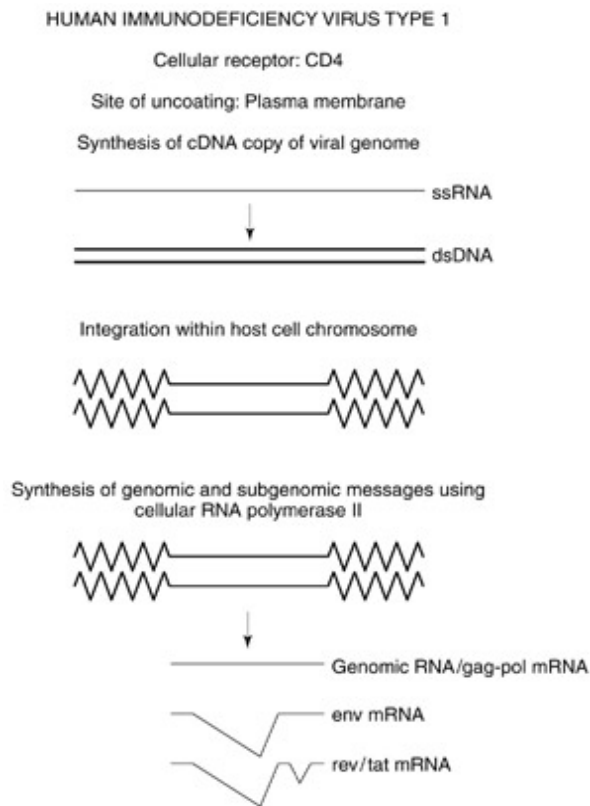 HUMAN IMMUNODEFICIENCY VIRUS TYPE 1
Cellular receptor: CD4
Site of uncoating: Plasma membrane
Synthesis of cDNA copy of viral genome
ssRNA
dsDNA
Integration within host cell chromosome
Synthesis of genomic and subgenomic messages using
cellular RNA polymerase II
Genomic RNA/gag-pol mRNA
env mRNA
rev/tat mRNA